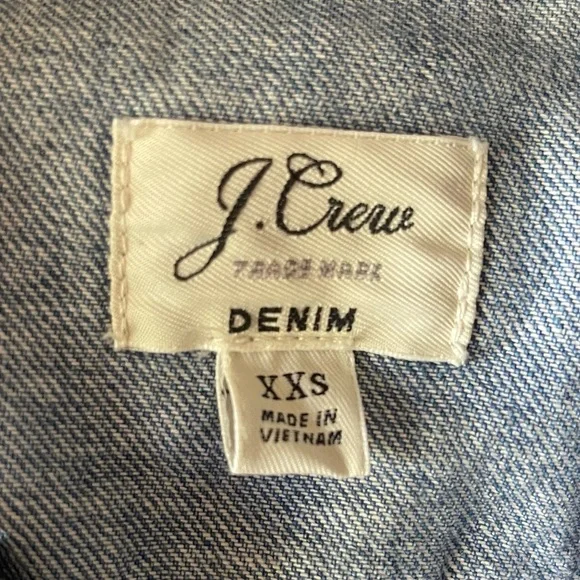 J.Crew
TRADE MARK
DENIM
XXS
MADE IN
VIETNAM